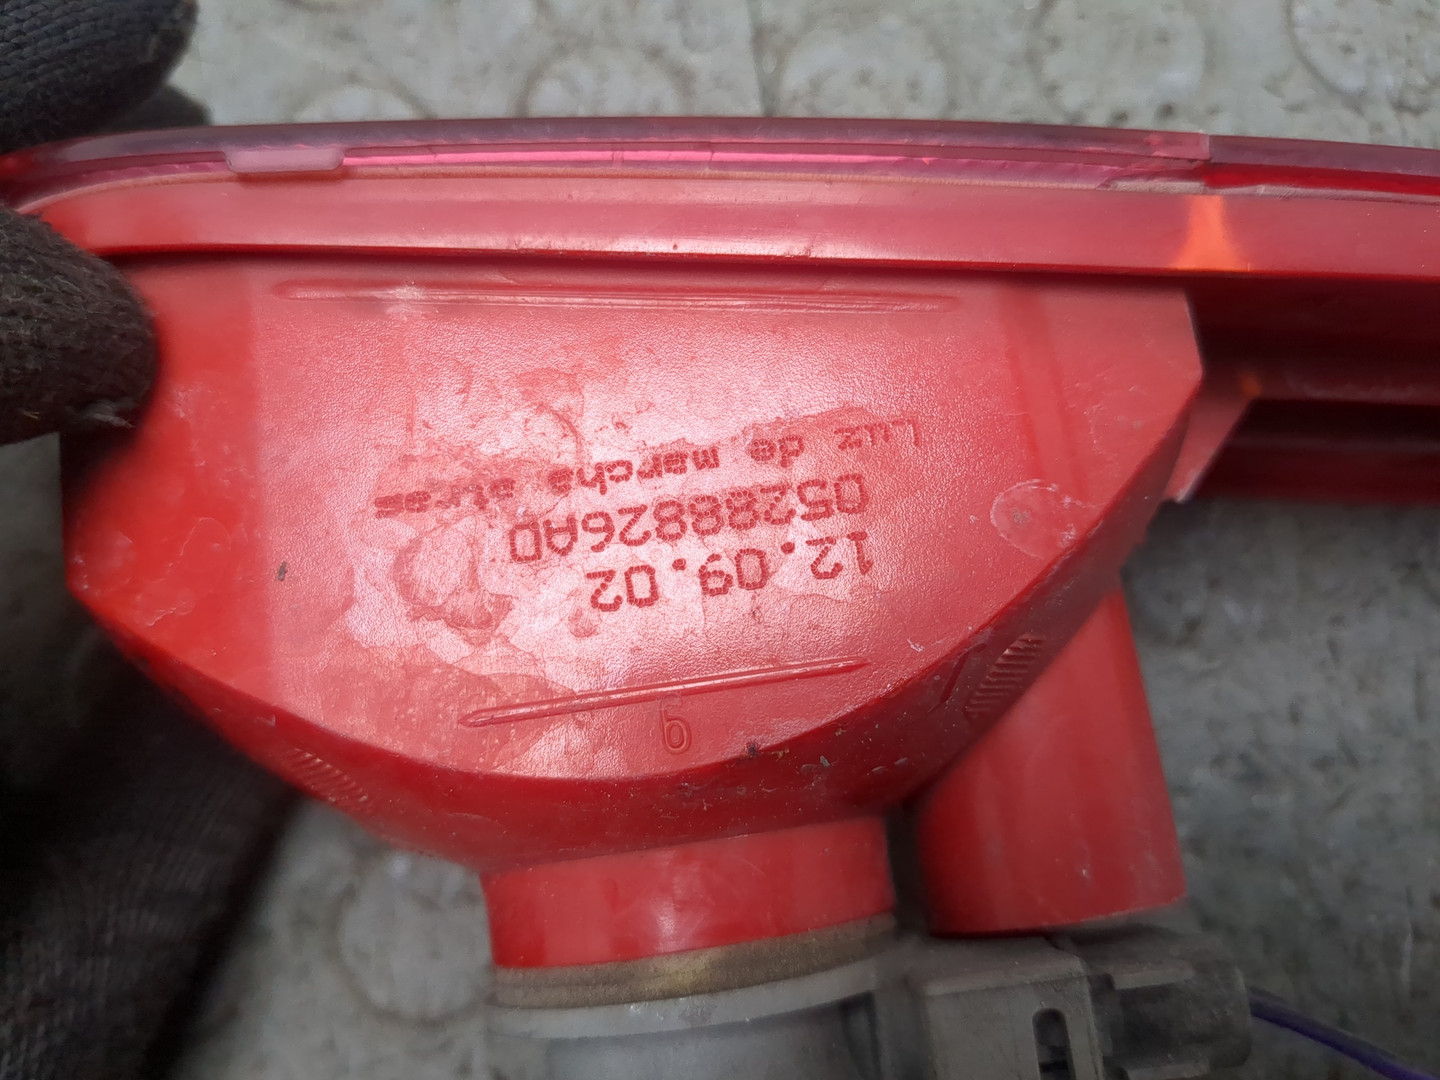 12.09.02
05288826AD
Luz de marcha atras